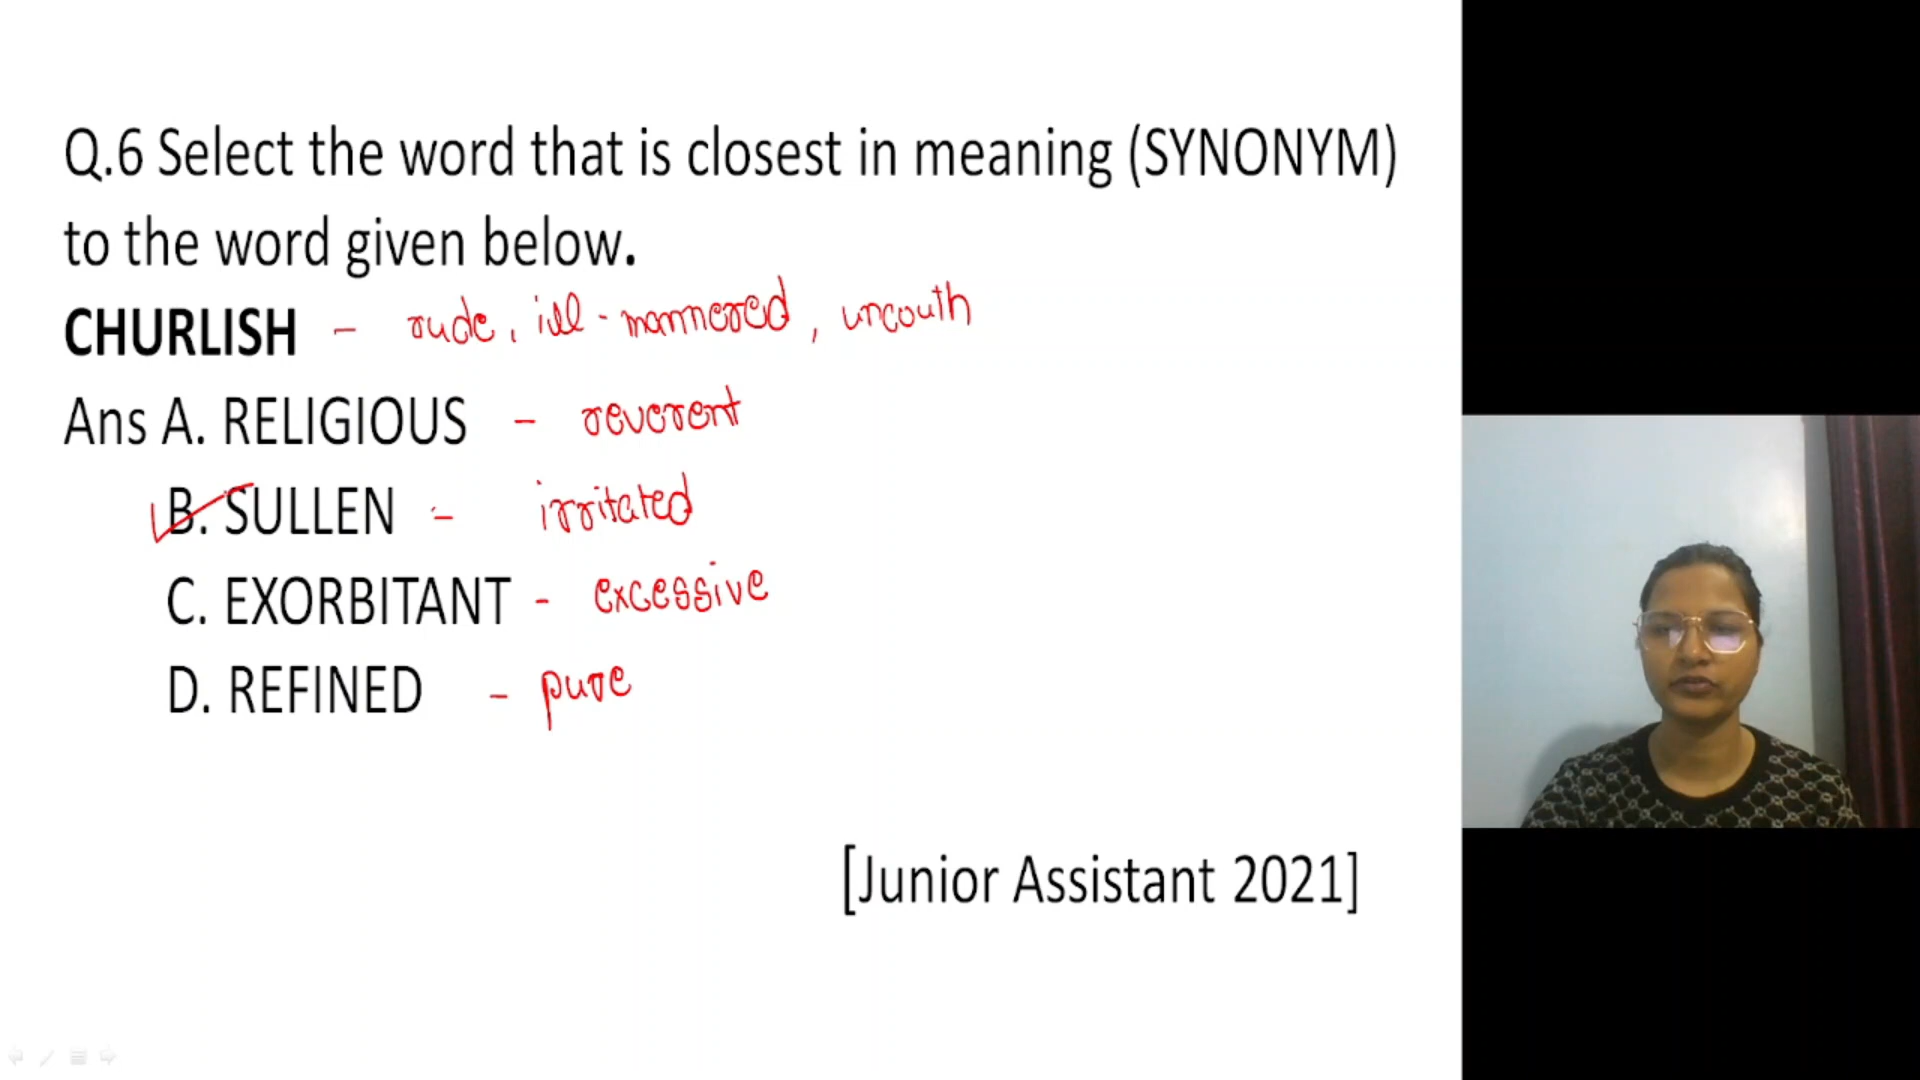 Q.6 Select the word that is closest in meaning (SYNONYM)
to the word given below.
CHURLISH - rude, ill-mannered, uncouth
Ans A. RELIGIOUS - reverent
B. SULLEN - irritated
C. EXORBITANT - excessive
D. REFINED - pure
[Junior Assistant 2021]